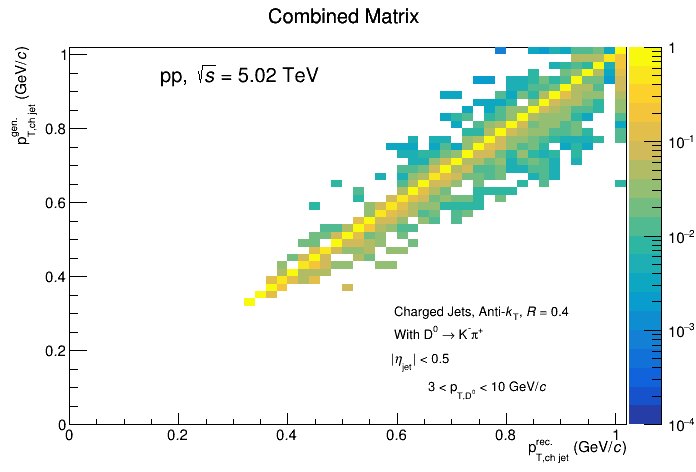 Combined Matrix
p^gen._T,ch jet (GeV/c)
pp, √s = 5.02 TeV
1
0.8
0.6
0.4
0.2
0
1
10^−1
10^−2
10^−3
10^−4
Charged Jets, Anti-k_T, R = 0.4
With D^0 → K^-π^+
|η_jet| < 0.5
3 < p_T,D^0 < 10 GeV/c
0 0.2 0.4 0.6 0.8 1
p^rec._T,ch jet (GeV/c)